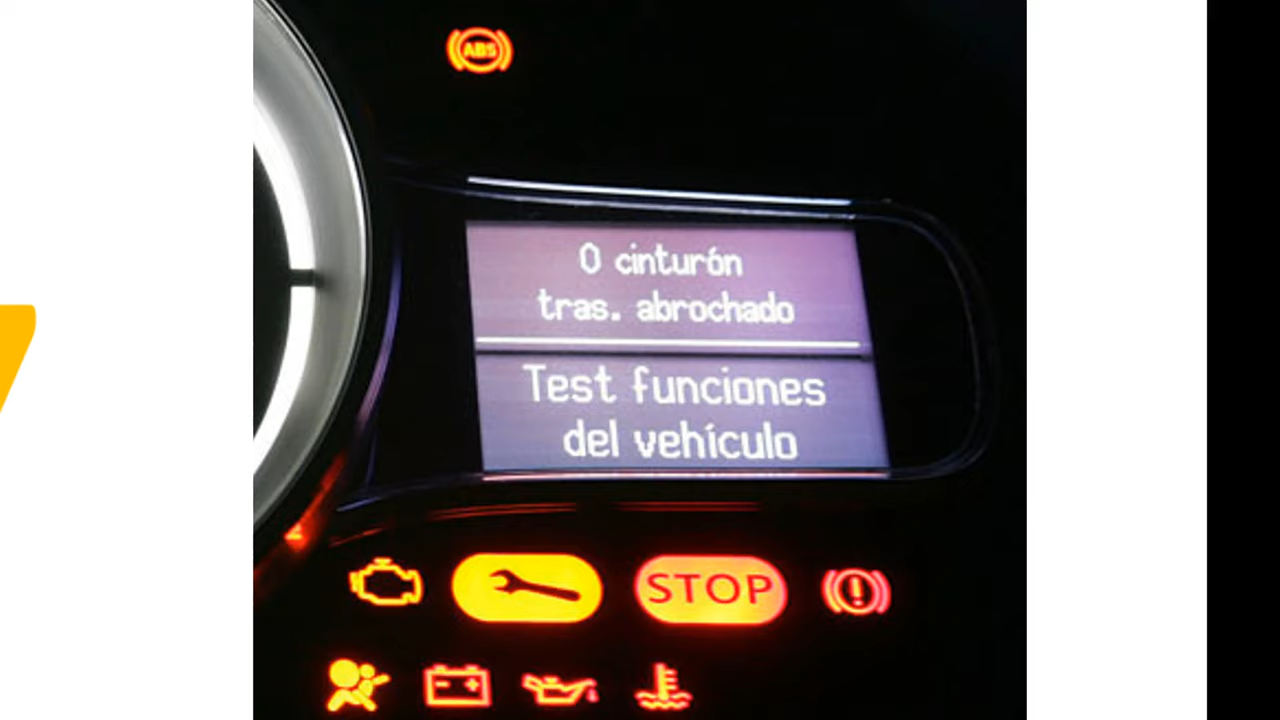 ABS
0 cinturón
tras. abrochado
Test funciones
del vehículo
STOP